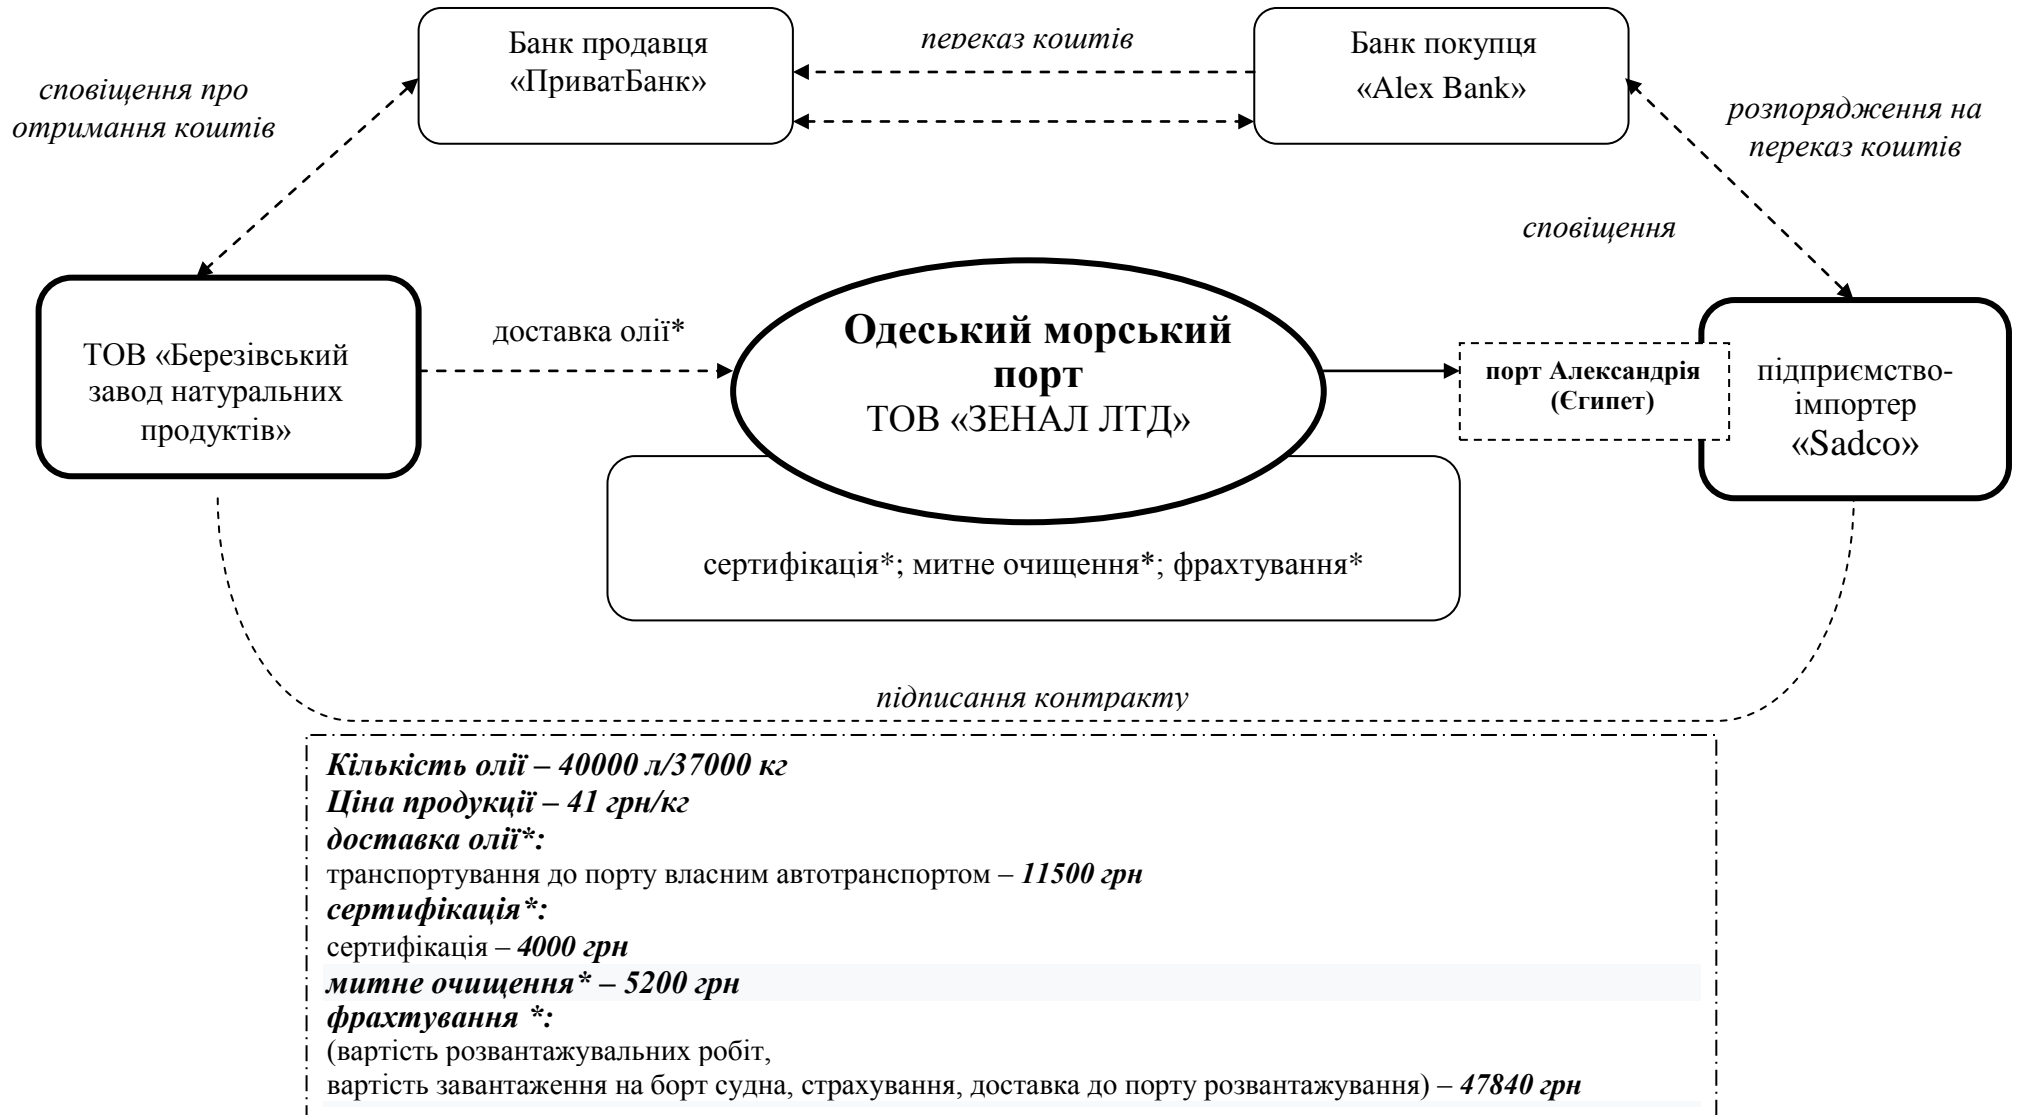 Банк продавця
«ПриватБанк»
переказ коштів
Банк покупця
«Alex Bank»
сповіщення про
отримання коштів
розпорядження на
переказ коштів
сповіщення
ТОВ «Березівський
завод натуральних
продуктів»
доставка олії*
Одеський морський
порт
ТОВ «ЗЕНАЛ ЛТД»
порт Александрія
(Єгипет)
підприємство-
імпортер
«Sadco»
сертифікація*; митне очищення*; фрахтування*
підписання контракту
Кількість олії – 40000 л/37000 кг
Ціна продукції – 41 грн/кг
доставка олії*:
транспортування до порту власним автотранспортом – 11500 грн
сертифікація*:
сертифікація – 4000 грн
митне очищення* – 5200 грн
фрахтування *:
(вартість розвантажувальних робіт,
вартість завантаження на борт судна, страхування, доставка до порту розвантажування) – 47840 грн